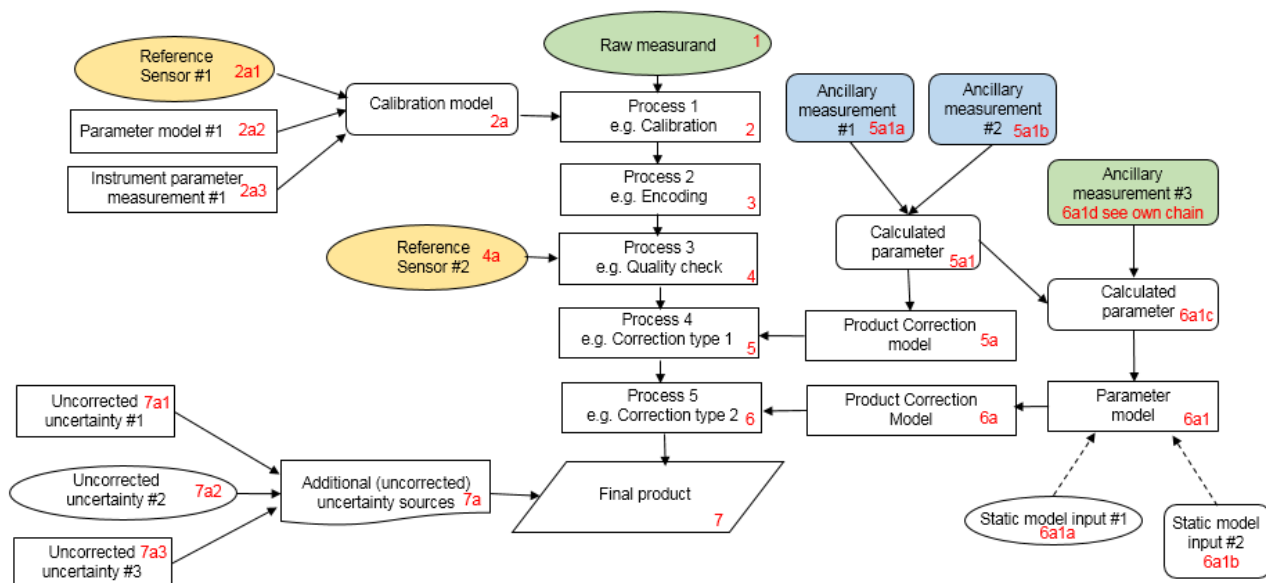 Raw measurand 1
Reference
Sensor #1 2a1
Parameter model #1 2a2
Instrument parameter
measurement #1 2a3
Calibration model
2a
Process 1
e.g. Calibration 2
Ancillary
measurement
#1 5a1a
Ancillary
measurement
#2 5a1b
Process 2
e.g. Encoding 3
Ancillary
measurement #3
6a1d see own chain
Reference
Sensor #2 4a
Process 3
e.g. Quality check 4
Calculated
parameter 5a1
Calculated
parameter 6a1c
Process 4
e.g. Correction type 1 5
Product Correction
model 5a
Process 5
e.g. Correction type 2 6
Product Correction
Model 6a
Parameter
model 6a1
Uncorrected 7a1
uncertainty #1
Uncorrected
uncertainty #2 7a2
Uncorrected 7a3
uncertainty #3
Additional (uncorrected)
uncertainty sources 7a
Final product
7
Static model input #1
6a1a
Static model
input #2
6a1b